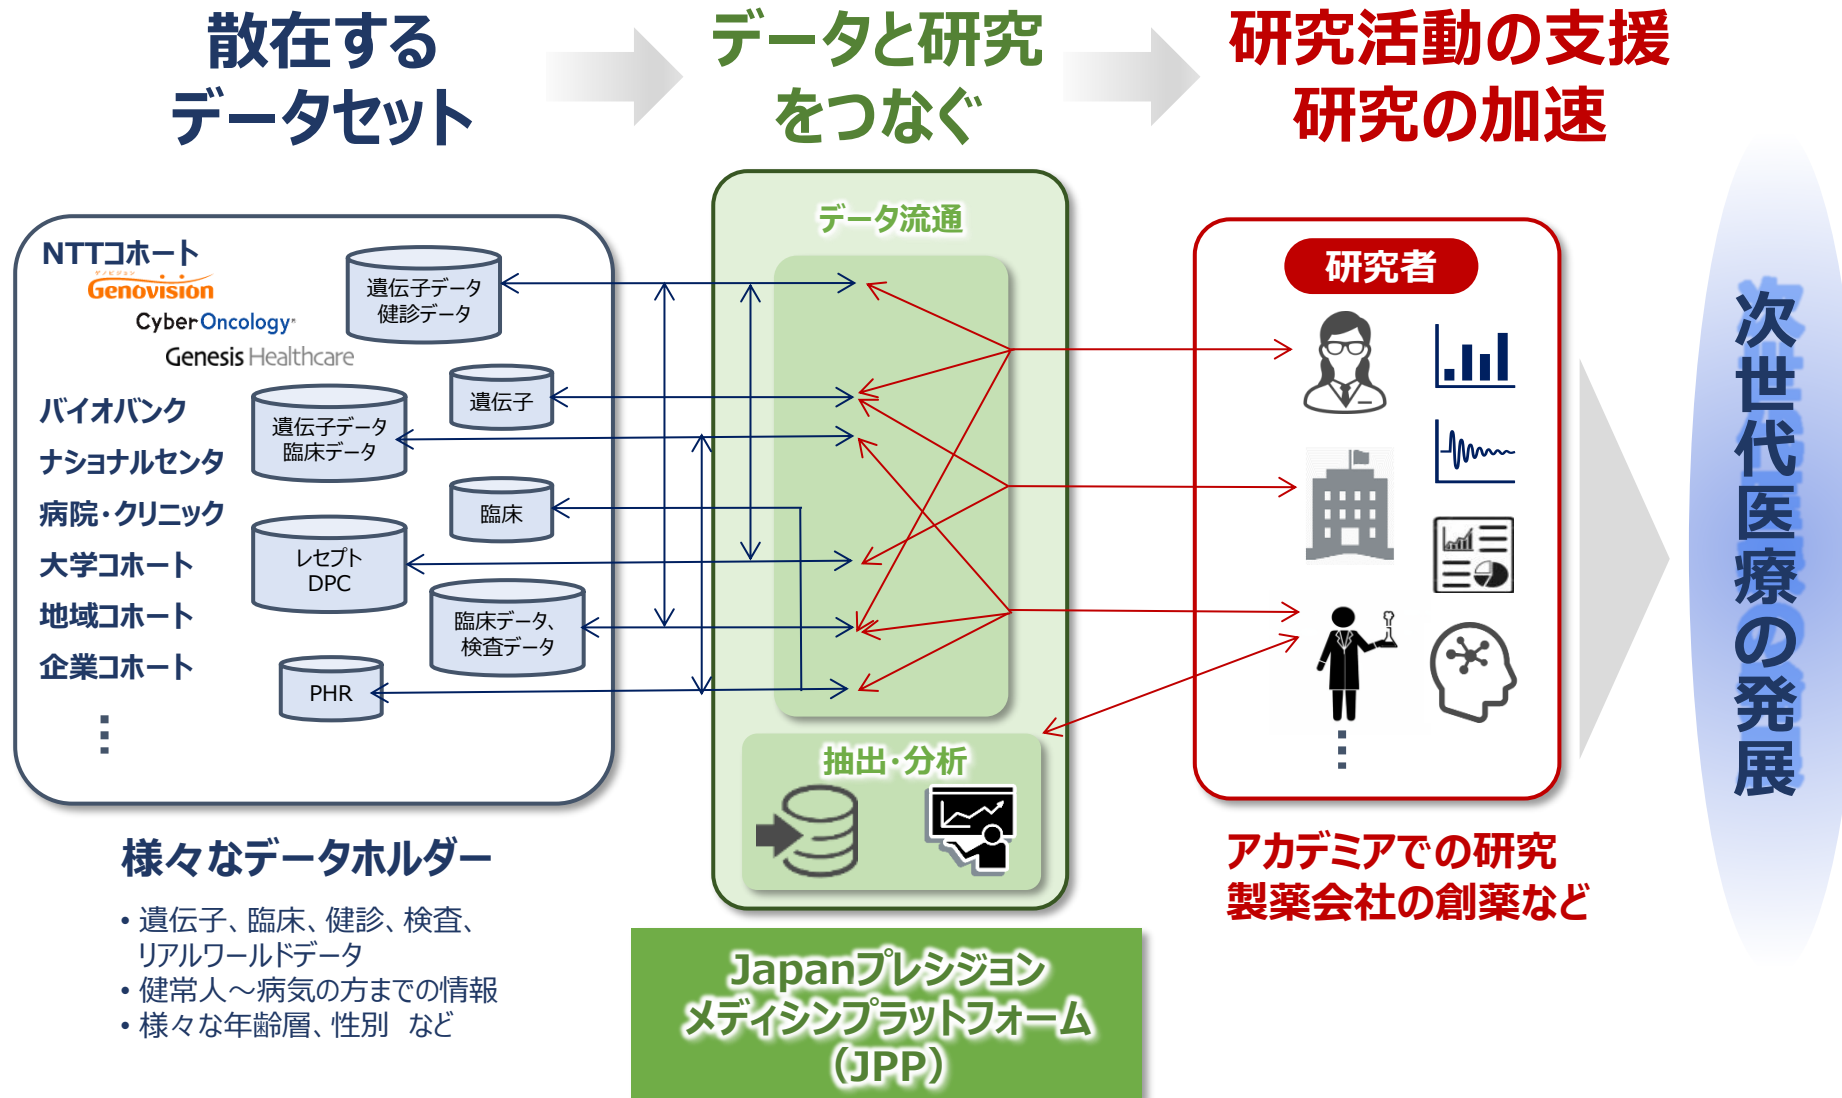 散在する
データセット
データと研究
をつなぐ
研究活動の支援
研究の加速
NTTコホート
ゲノビジョン
Genovision
CyberOncology
Genesis Healthcare
バイオバンク
ナショナルセンタ
病院・クリニック
大学コホート
地域コホート
企業コホート
遺伝子データ
健診データ
遺伝子
遺伝子データ
臨床データ
臨床
レセプト
DPC
臨床データ、
検査データ
PHR
データ流通
抽出・分析
研究者
次世代医療の発展
様々なデータホルダー
• 遺伝子、臨床、健診、検査、
リアルワールドデータ
• 健常人～病気の方までの情報
• 様々な年齢層、性別 など
Japanプレシジョン
メディシンプラットフォーム
（JPP）
アカデミアでの研究
製薬会社の創薬など